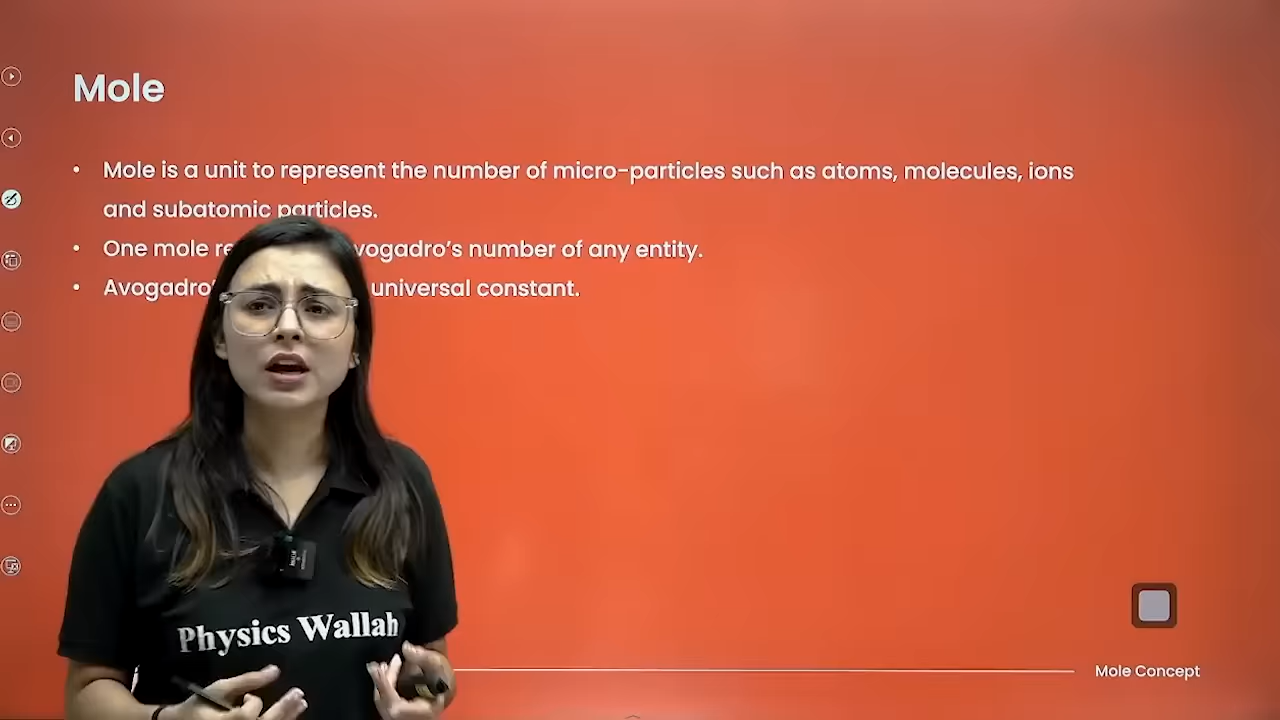 Mole
• Mole is a unit to represent the number of micro-particles such as atoms, molecules, ions
and subatomic particles.
• One mole re vogadro's number of any entity.
• Avogadro' universal constant.
Physics Wallah
Mole Concept